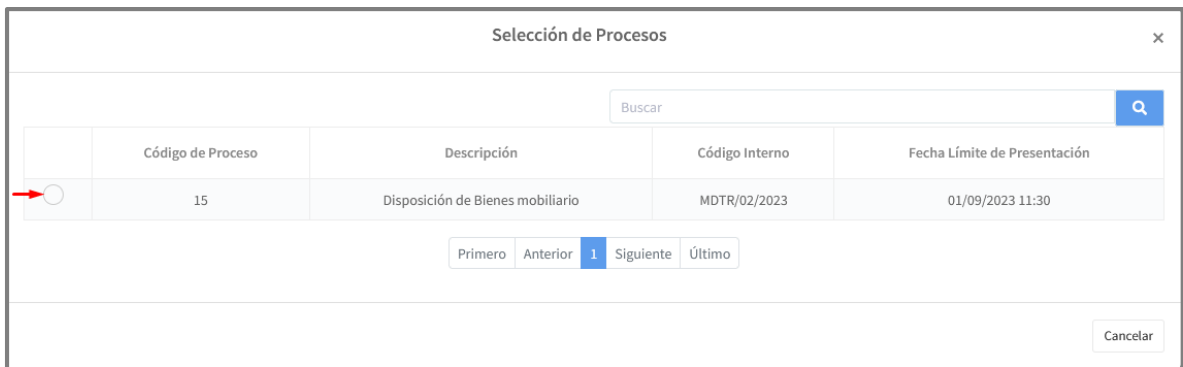 Selección de Procesos ×
Buscar
Código de Proceso Descripción Código Interno Fecha Límite de Presentación
15 Disposición de Bienes mobiliario MDTR/02/2023 01/09/2023 11:30
Primero Anterior 1 Siguiente Último
Cancelar